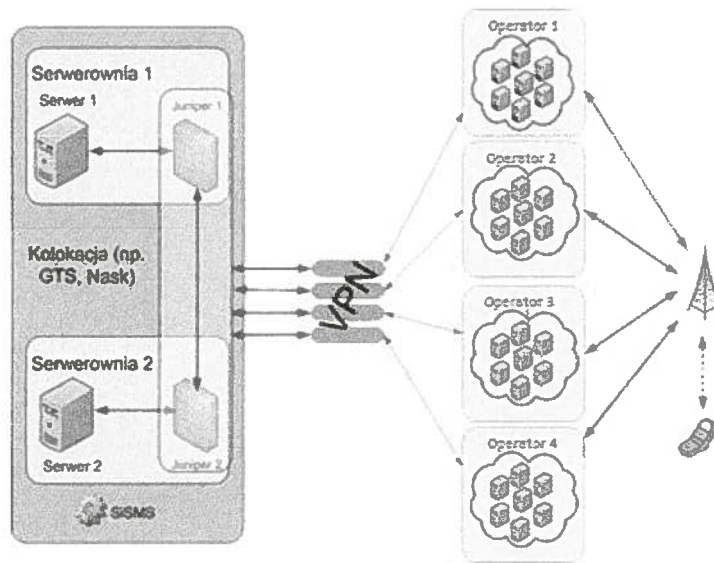 Serwerownia 1
Serwer 1
Juniper 1
Kolokacja (np.
GTS, Nask)
Serwerownia 2
Serwer 2
Juniper 2
SISMS
VPN
Operator 1
Operator 2
Operator 3
Operator 4